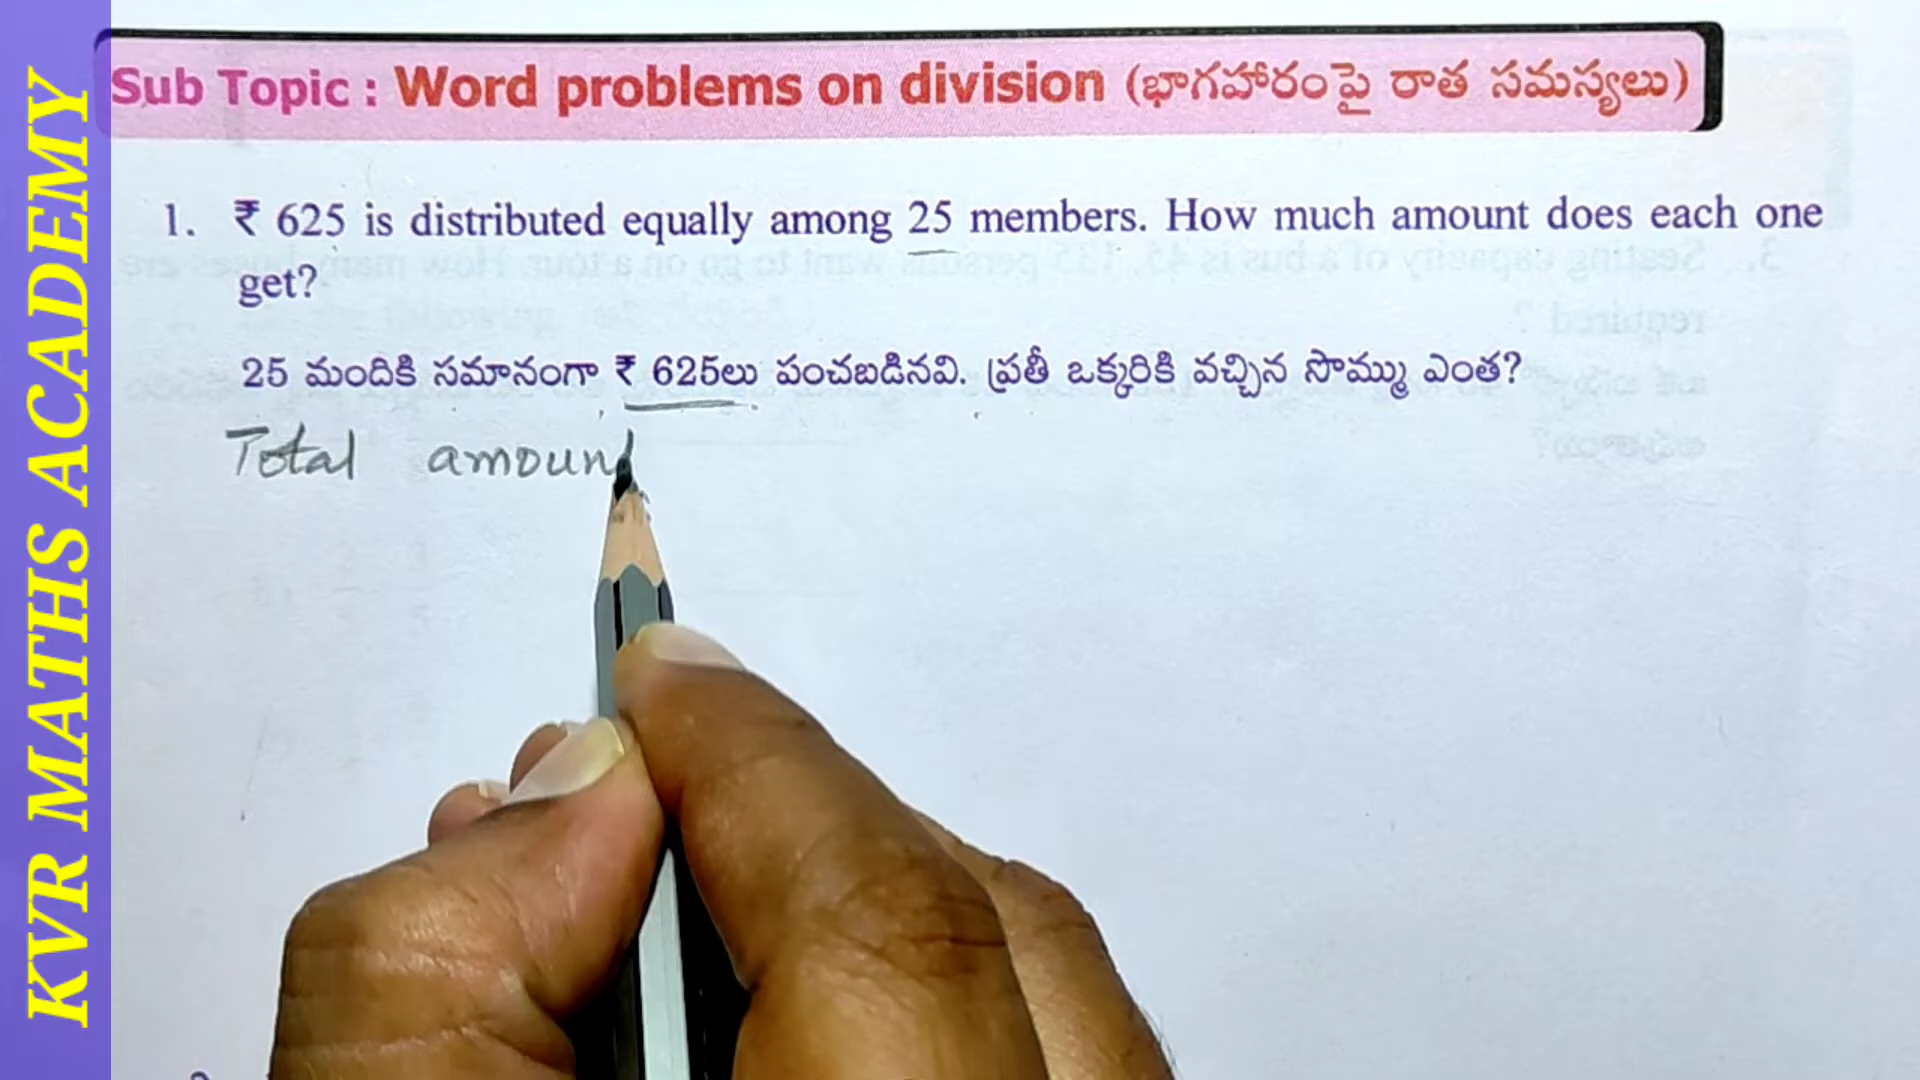 KVR MATHS ACADEMY
Sub Topic : Word problems on division (భాగహారంపై రాత సమస్యలు)
1. ₹ 625 is distributed equally among 25 members. How much amount does each one
get?
25 మందికి సమానంగా ₹ 625లు పంచబడినవి. ప్రతీ ఒక్కరికి వచ్చిన సొమ్ము ఎంత?
Total amount